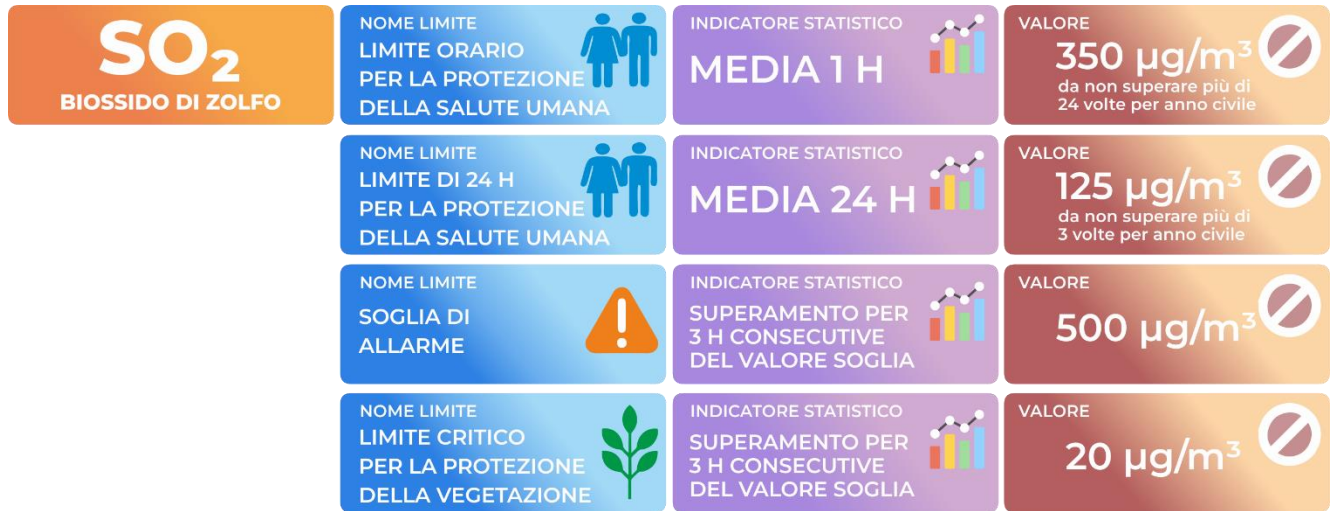 SO₂
BIOSSIDO DI ZOLFO
NOME LIMITE
LIMITE ORARIO
PER LA PROTEZIONE
DELLA SALUTE UMANA
INDICATORE STATISTICO
MEDIA 1 H
VALORE
350 µg/m³
da non superare più di
24 volte per anno civile
NOME LIMITE
LIMITE DI 24 H
PER LA PROTEZIONE
DELLA SALUTE UMANA
INDICATORE STATISTICO
MEDIA 24 H
VALORE
125 µg/m³
da non superare più di
3 volte per anno civile
NOME LIMITE
SOGLIA DI
ALLARME
INDICATORE STATISTICO
SUPERAMENTO PER
3 H CONSECUTIVE
DEL VALORE SOGLIA
VALORE
500 µg/m³
NOME LIMITE
LIMITE CRITICO
PER LA PROTEZIONE
DELLA VEGETAZIONE
INDICATORE STATISTICO
SUPERAMENTO PER
3 H CONSECUTIVE
DEL VALORE SOGLIA
VALORE
20 µg/m³